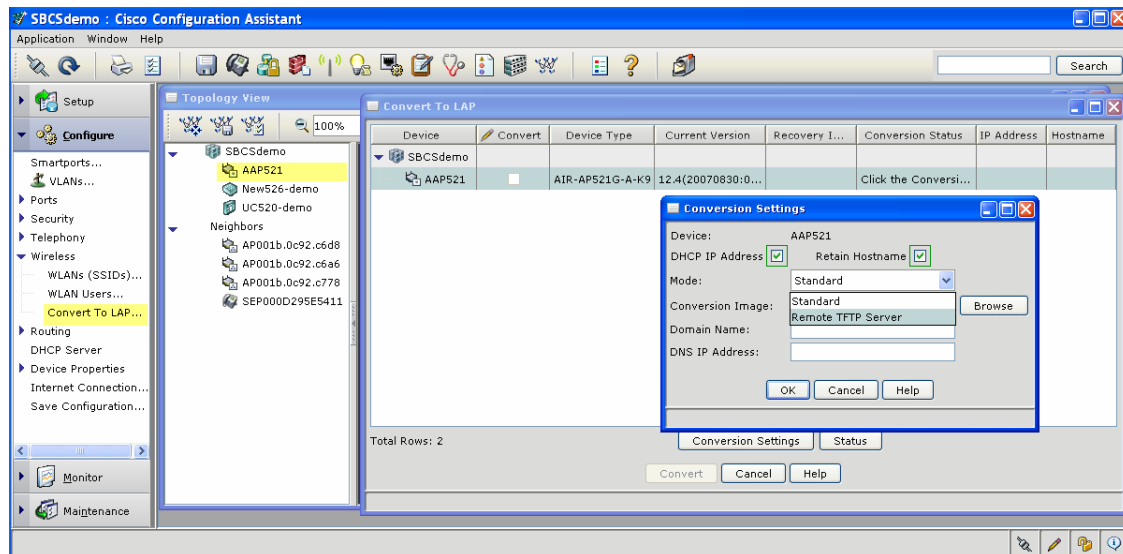 SBCSdemo : Cisco Configuration Assistant
Application Window Help
Search
Setup
Configure
Smartports...
VLANs...
Ports
Security
Telephony
Wireless
WLANs (SSIDs)...
WLAN Users...
Convert To LAP...
Routing
DHCP Server
Device Properties
Internet Connection...
Save Configuration...
Monitor
Maintenance
Topology View
100%
SBCSdemo
AAP521
New526-demo
UC520-demo
Neighbors
AP001b.0c92.c6d8
AP001b.0c92.c6a6
AP001b.0c92.c778
SEP000D295E5411
Convert To LAP
Device Convert Device Type Current Version Recovery I... Conversion Status IP Address Hostname
SBCSdemo
AAP521 AIR-AP521G-A-K9 12.4(20070830:0... Click the Conversi...
Conversion Settings
Device: AAP521
DHCP IP Address Retain Hostname
Mode: Standard
Standard
Remote TFTP Server
Conversion Image: Browse
Domain Name:
DNS IP Address:
OK Cancel Help
Total Rows: 2 Conversion Settings Status
Convert Cancel Help